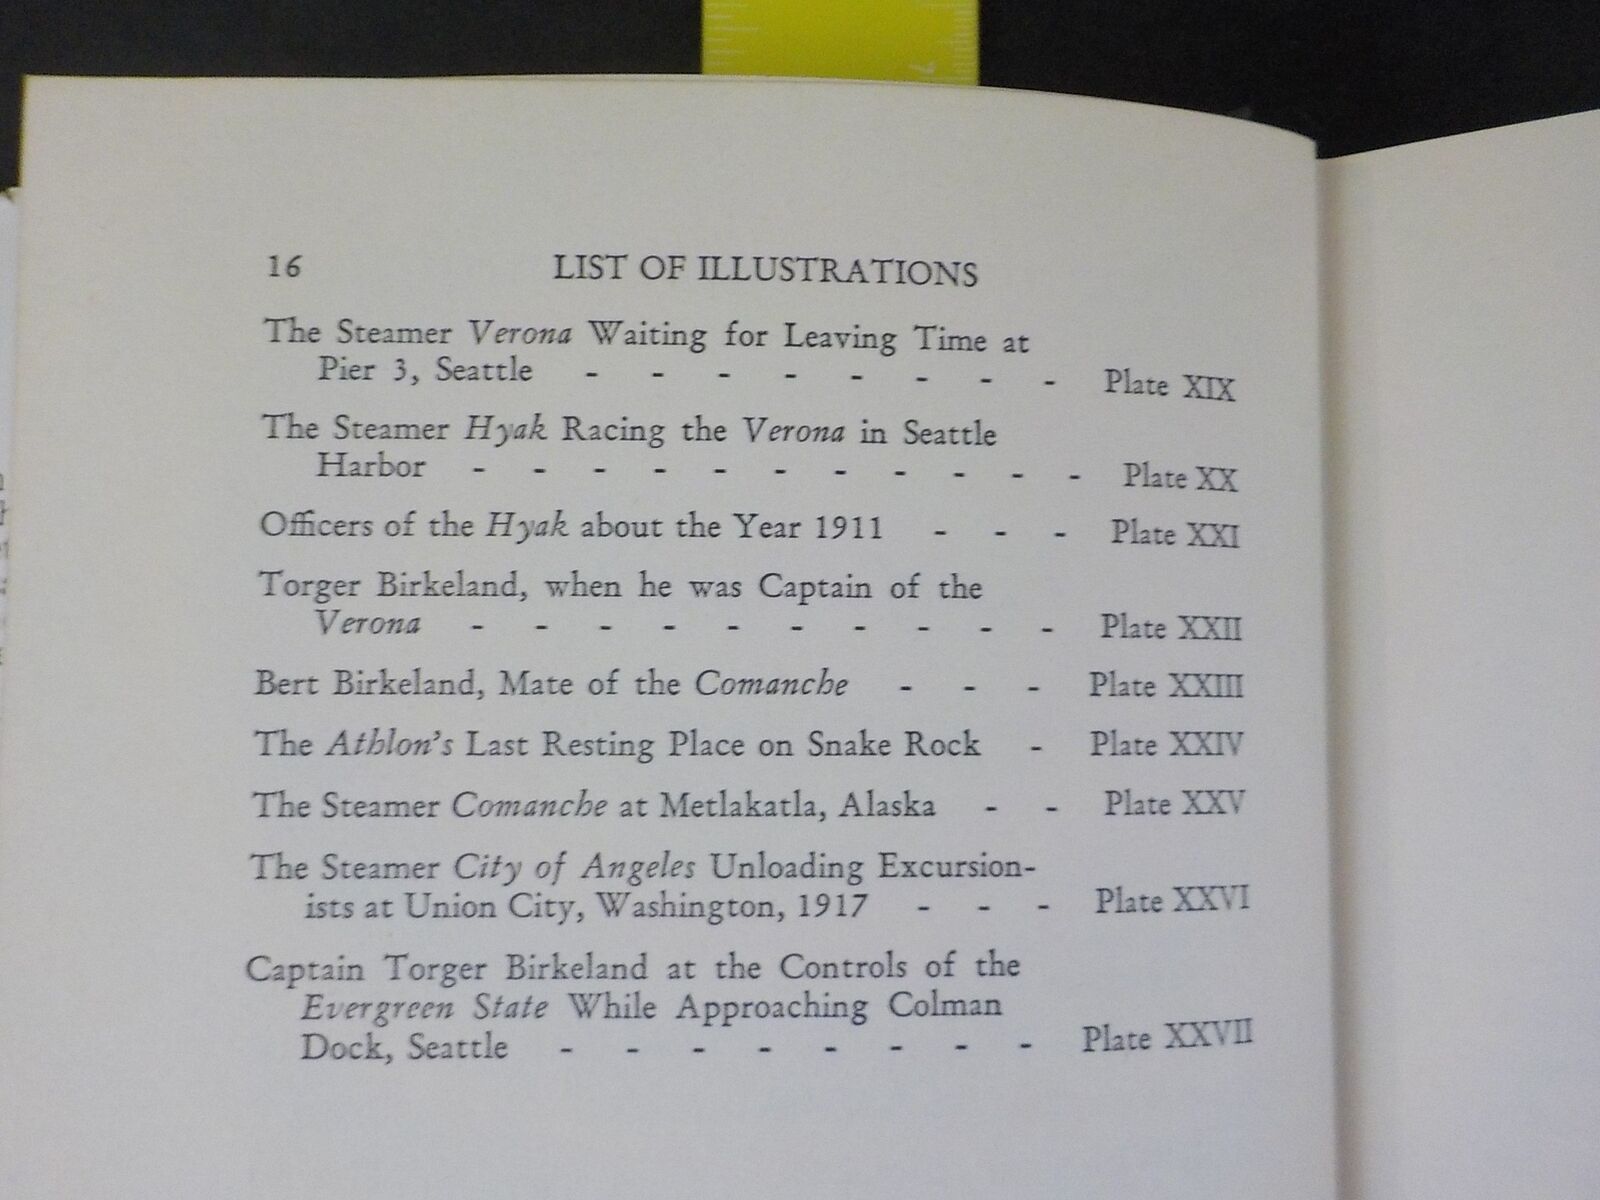 16 LIST OF ILLUSTRATIONS
The Steamer Verona Waiting for Leaving Time at
Pier 3, Seattle - - - - - - - - Plate XIX
The Steamer Hyak Racing the Verona in Seattle
Harbor - - - - - - - - - - - Plate XX
Officers of the Hyak about the Year 1911 - - - Plate XXI
Torger Birkeland, when he was Captain of the
Verona - - - - - - - - - - Plate XXII
Bert Birkeland, Mate of the Comanche - - - Plate XXIII
The Athlon's Last Resting Place on Snake Rock - Plate XXIV
The Steamer Comanche at Metlakatla, Alaska - - Plate XXV
The Steamer City of Angeles Unloading Excursion-
ists at Union City, Washington, 1917 - - - Plate XXVI
Captain Torger Birkeland at the Controls of the
Evergreen State While Approaching Colman
Dock, Seattle - - - - - - - - Plate XXVII